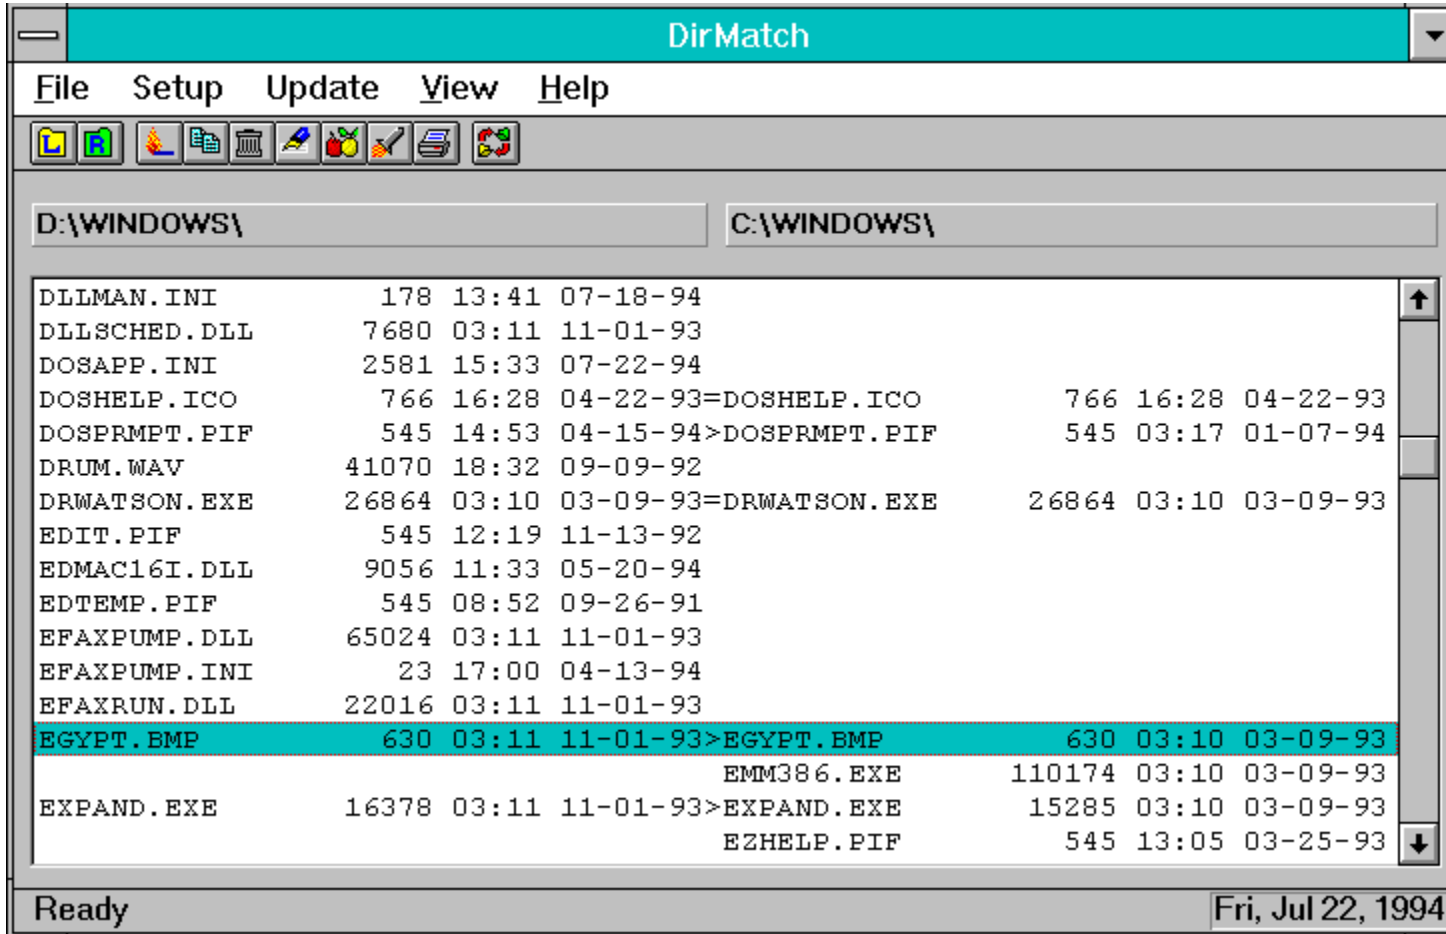 DirMatch
File Setup Update View Help
L R
D:\WINDOWS\ C:\WINDOWS\
DLLMAN.INI 178 13:41 07-18-94
DLLSCHED.DLL 7680 03:11 11-01-93
DOSAPP.INI 2581 15:33 07-22-94
DOSHELP.ICO 766 16:28 04-22-93=DOSHELP.ICO 766 16:28 04-22-93
DOSPRMPT.PIF 545 14:53 04-15-94>DOSPRMPT.PIF 545 03:17 01-07-94
DRUM.WAV 41070 18:32 09-09-92
DRWATSON.EXE 26864 03:10 03-09-93=DRWATSON.EXE 26864 03:10 03-09-93
EDIT.PIF 545 12:19 11-13-92
EDMAC16I.DLL 9056 11:33 05-20-94
EDTEMP.PIF 545 08:52 09-26-91
EFAXPUMP.DLL 65024 03:11 11-01-93
EFAXPUMP.INI 23 17:00 04-13-94
EFAXRUN.DLL 22016 03:11 11-01-93
EGYPT.BMP 630 03:11 11-01-93>EGYPT.BMP 630 03:10 03-09-93
EMM386.EXE 110174 03:10 03-09-93
EXPAND.EXE 16378 03:11 11-01-93>EXPAND.EXE 15285 03:10 03-09-93
EZHELP.PIF 545 13:05 03-25-93
Ready Fri, Jul 22, 1994